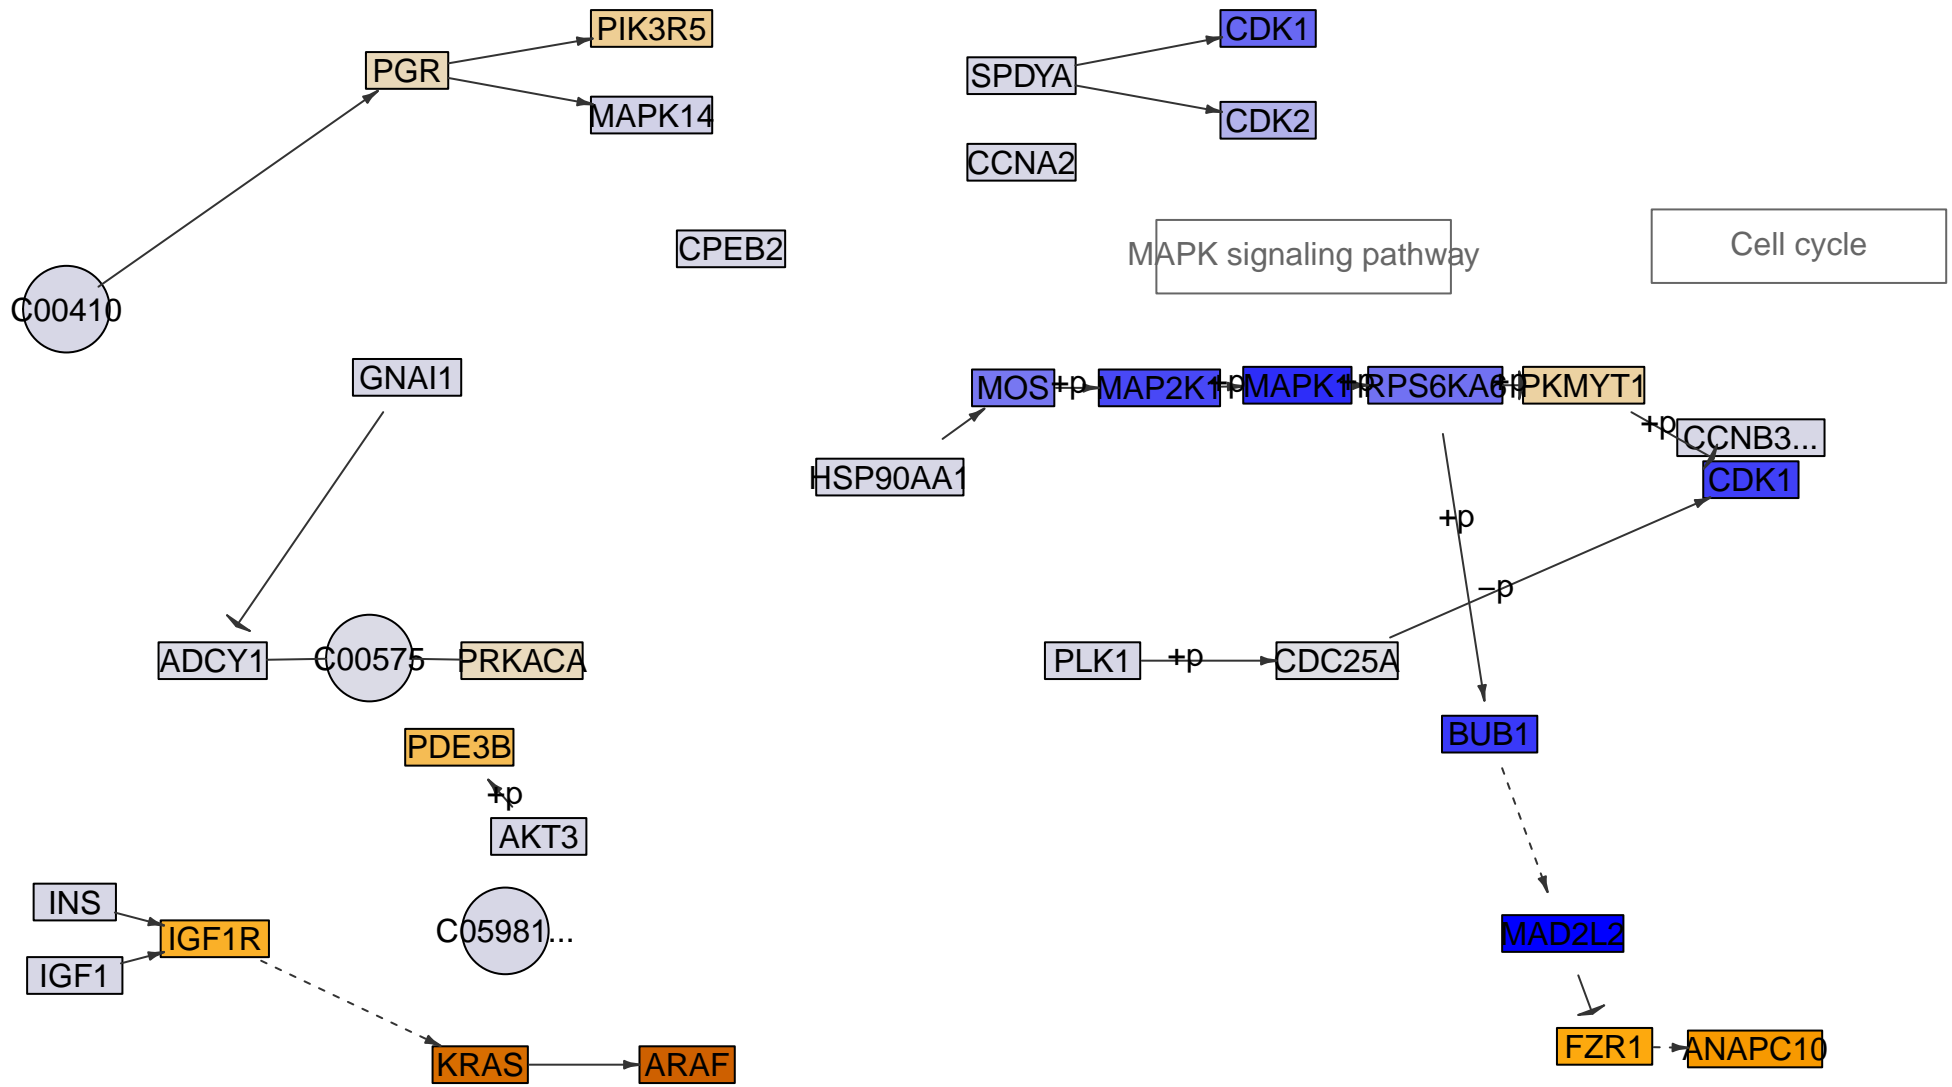 PIK3R5
CDK1
PGR
SPDYA
MAPK14
CDK2
CCNA2
CPEB2
MAPK signaling pathway
Cell cycle
C00410
GNAI1
MOS
+p
MAP2K1
+p
MAPK1
+p
RPS6KA6
+p
PKMYT1
+p
CCNB3...
HSP90AA1
CDK1
+p
–p
ADCY1
C00575
PRKACA
PLK1
+p
CDC25A
PDE3B
BUB1
+p
AKT3
INS
IGF1R
C05981...
MAD2L2
IGF1
KRAS
ARAF
FZR1
ANAPC10